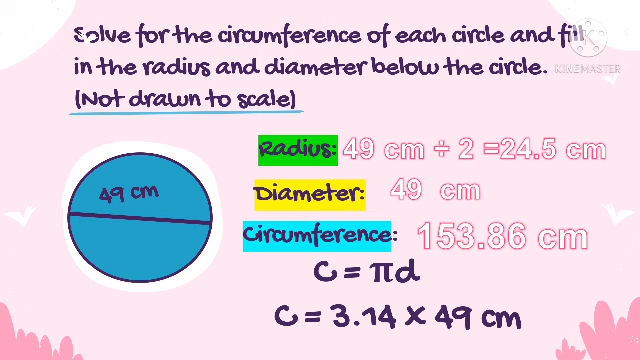 Solve for the circumference of each circle and fill
in the radius and diameter below the circle.
(Not drawn to scale)
KINEMASTER
49 cm
Radius: 49 cm ÷ 2 =24.5 cm
Diameter: 49 cm
Circumference: 153.86 cm
C = πd
C = 3.14 x 49 cm